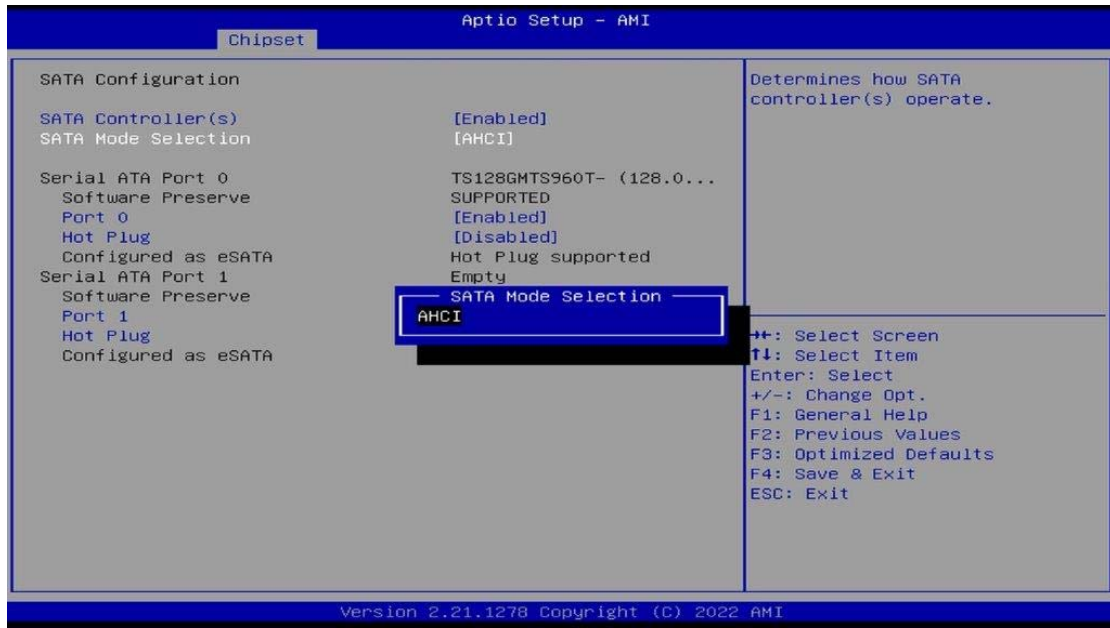 Aptio Setup – AMI
Chipset
SATA Configuration
SATA Controller(s) [Enabled]
SATA Mode Selection [AHCI]
Serial ATA Port 0 TS128GMTS960T- (128.0...
Software Preserve SUPPORTED
Port 0 [Enabled]
Hot Plug [Disabled]
Configured as eSATA Hot Plug supported
Serial ATA Port 1 Empty
Software Preserve
Port 1
Hot Plug
Configured as eSATA
SATA Mode Selection
AHCI
Determines how SATA
controller(s) operate.
→←: Select Screen
↑↓: Select Item
Enter: Select
+/-: Change Opt.
F1: General Help
F2: Previous Values
F3: Optimized Defaults
F4: Save & Exit
ESC: Exit
Version 2.21.1278 Copyright (C) 2022 AMI